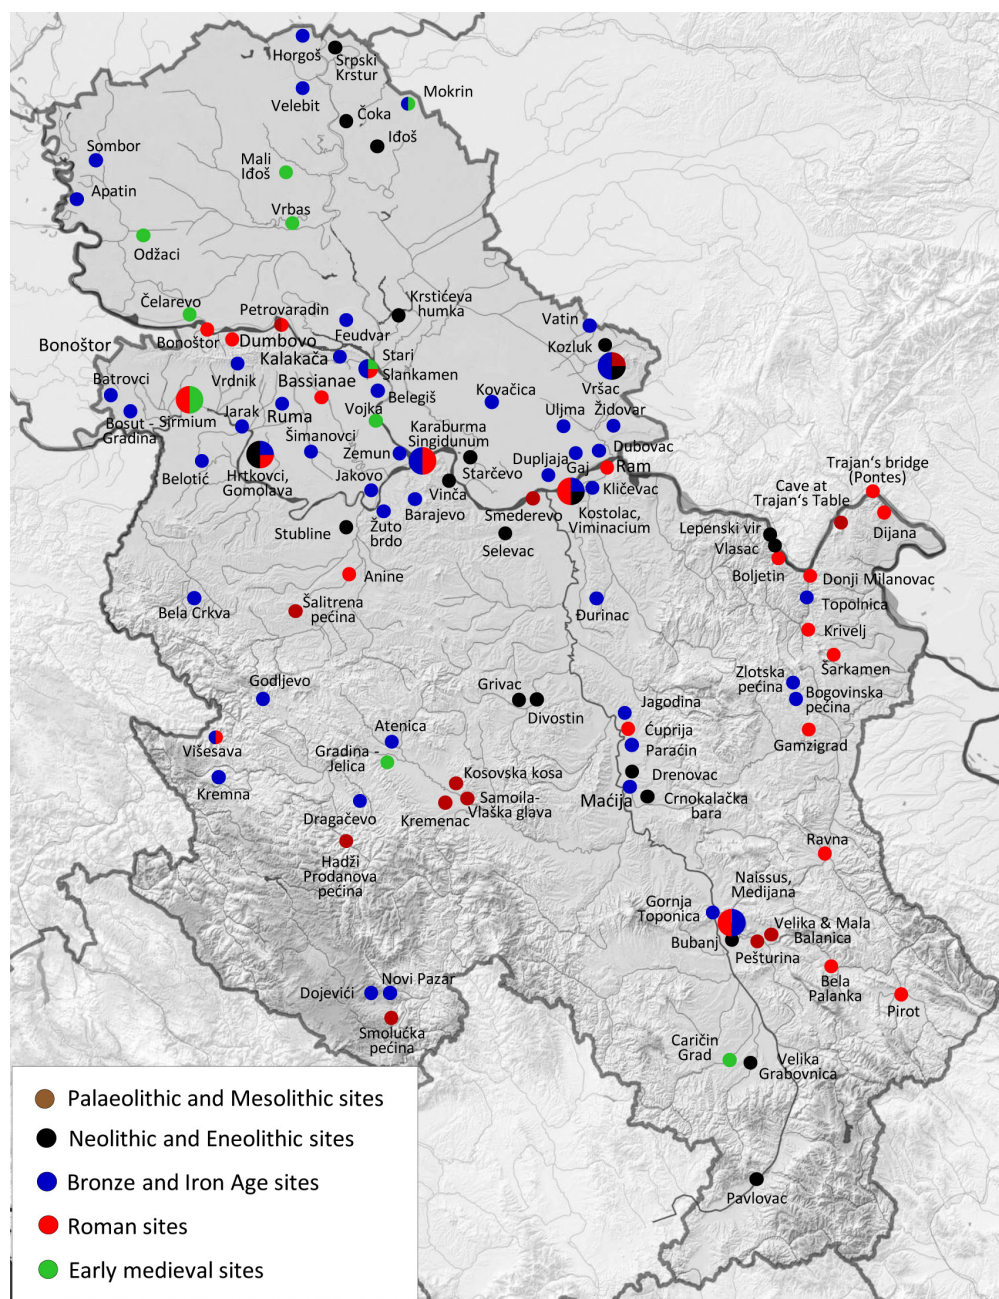 Horgoš
Srpski
Krstur
Velebit
Mokrin
Čoka
Iđoš
Sombor
Mali
Iđoš
Apatin
Vrbas
Odžaci
Čelarevo
Petrovaradin
Krstićeva
humka
Bonoštor
Bonoštor
Dumbovo
Feudvar
Vatin
Kozluk
Kalakača
Stari
Slankamen
Batrovci
Vrdnik
Bassianae
Vršac
Belegiš
Kovačica
Bosut -
Gradina
Sirmium
Jarak
Ruma
Vojka
Uljma
Židovar
Šimanovci
Karaburma
Singidunum
Zemun
Dubovac
Belotić
Hrtkovci,
Gomolava
Starčevo
Dupljaja
Gaj
Ram
Jakovo
Vinča
Kličevac
Trajan‘s bridge
(Pontes)
Cave at
Trajan‘s Table
Žuto
brdo
Barajevo
Smederevo
Kostolac,
Viminacium
Stubline
Selevac
Lepenski vir
Vlasac
Dijana
Boljetin
Anine
Donji Milanovac
Bela Crkva
Šalitrena
pećina
Đurinac
Topolnica
Krivelj
Šarkamen
Godljevo
Grivac
Divostin
Zlotska
pećina
Bogovinska
pećina
Jagodina
Ćuprija
Gamzigrad
Višesava
Atenica
Gradina -
Jelica
Paraćin
Kremna
Kosovska kosa
Drenovac
Samoila-
Vlaška glava
Maćija
Crnokalačka
bara
Dragačevo
Kremenac
Hadži
Prodanova
pećina
Ravna
Naissus,
Medijana
Gornja
Toponica
Velika & Mala
Balanica
Bubanj
Pešturina
Bela
Palanka
Dojevići
Novi Pazar
Pirot
Smolućka
pećina
Caričin
Grad
Velika
Grabovnica
Pavlovac
Palaeolithic and Mesolithic sites
Neolithic and Eneolithic sites
Bronze and Iron Age sites
Roman sites
Early medieval sites